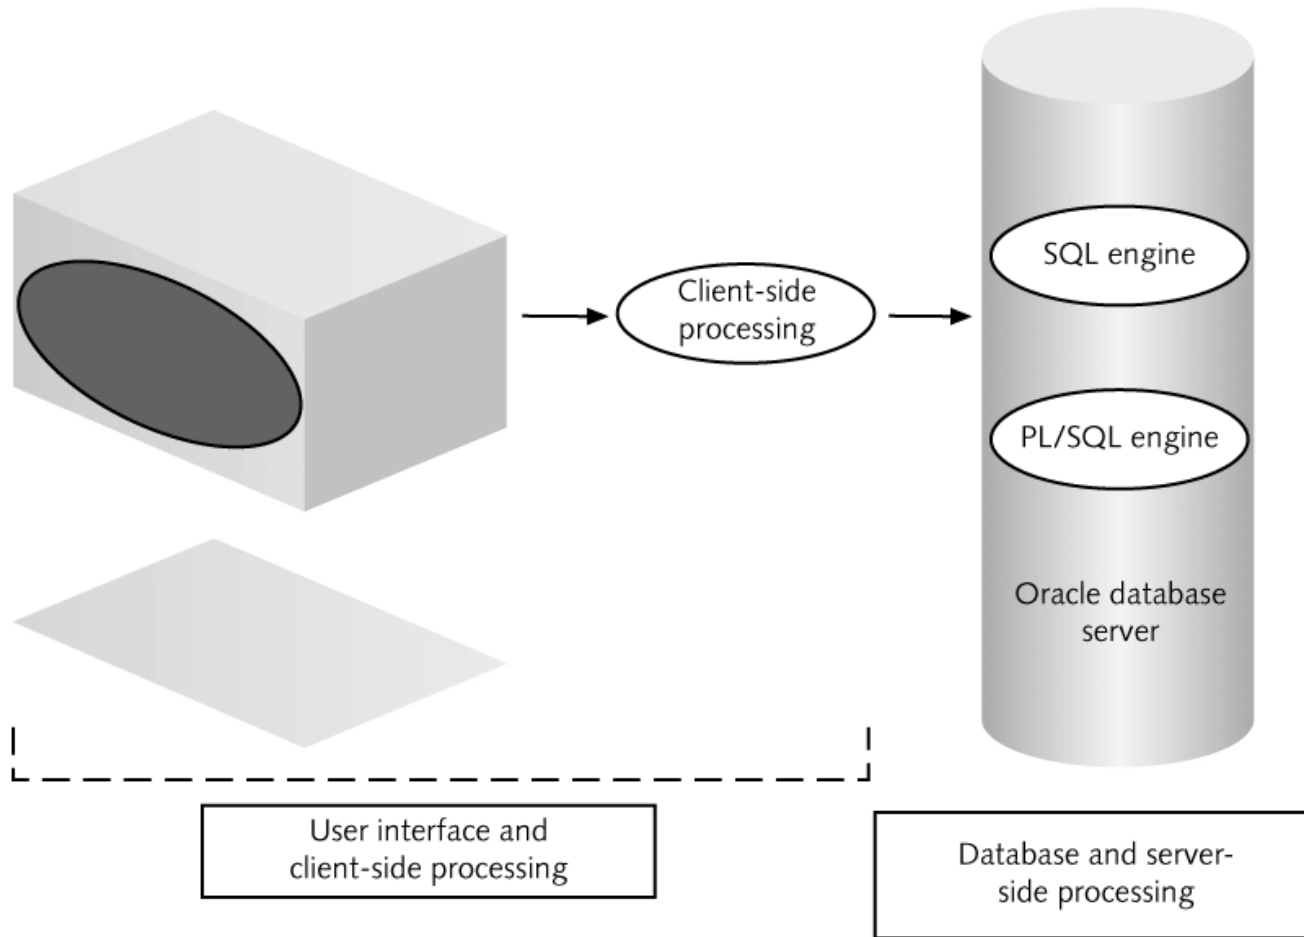 Client-side
processing
SQL engine
PL/SQL engine
Oracle database
server
User interface and
client-side processing
Database and server-
side processing